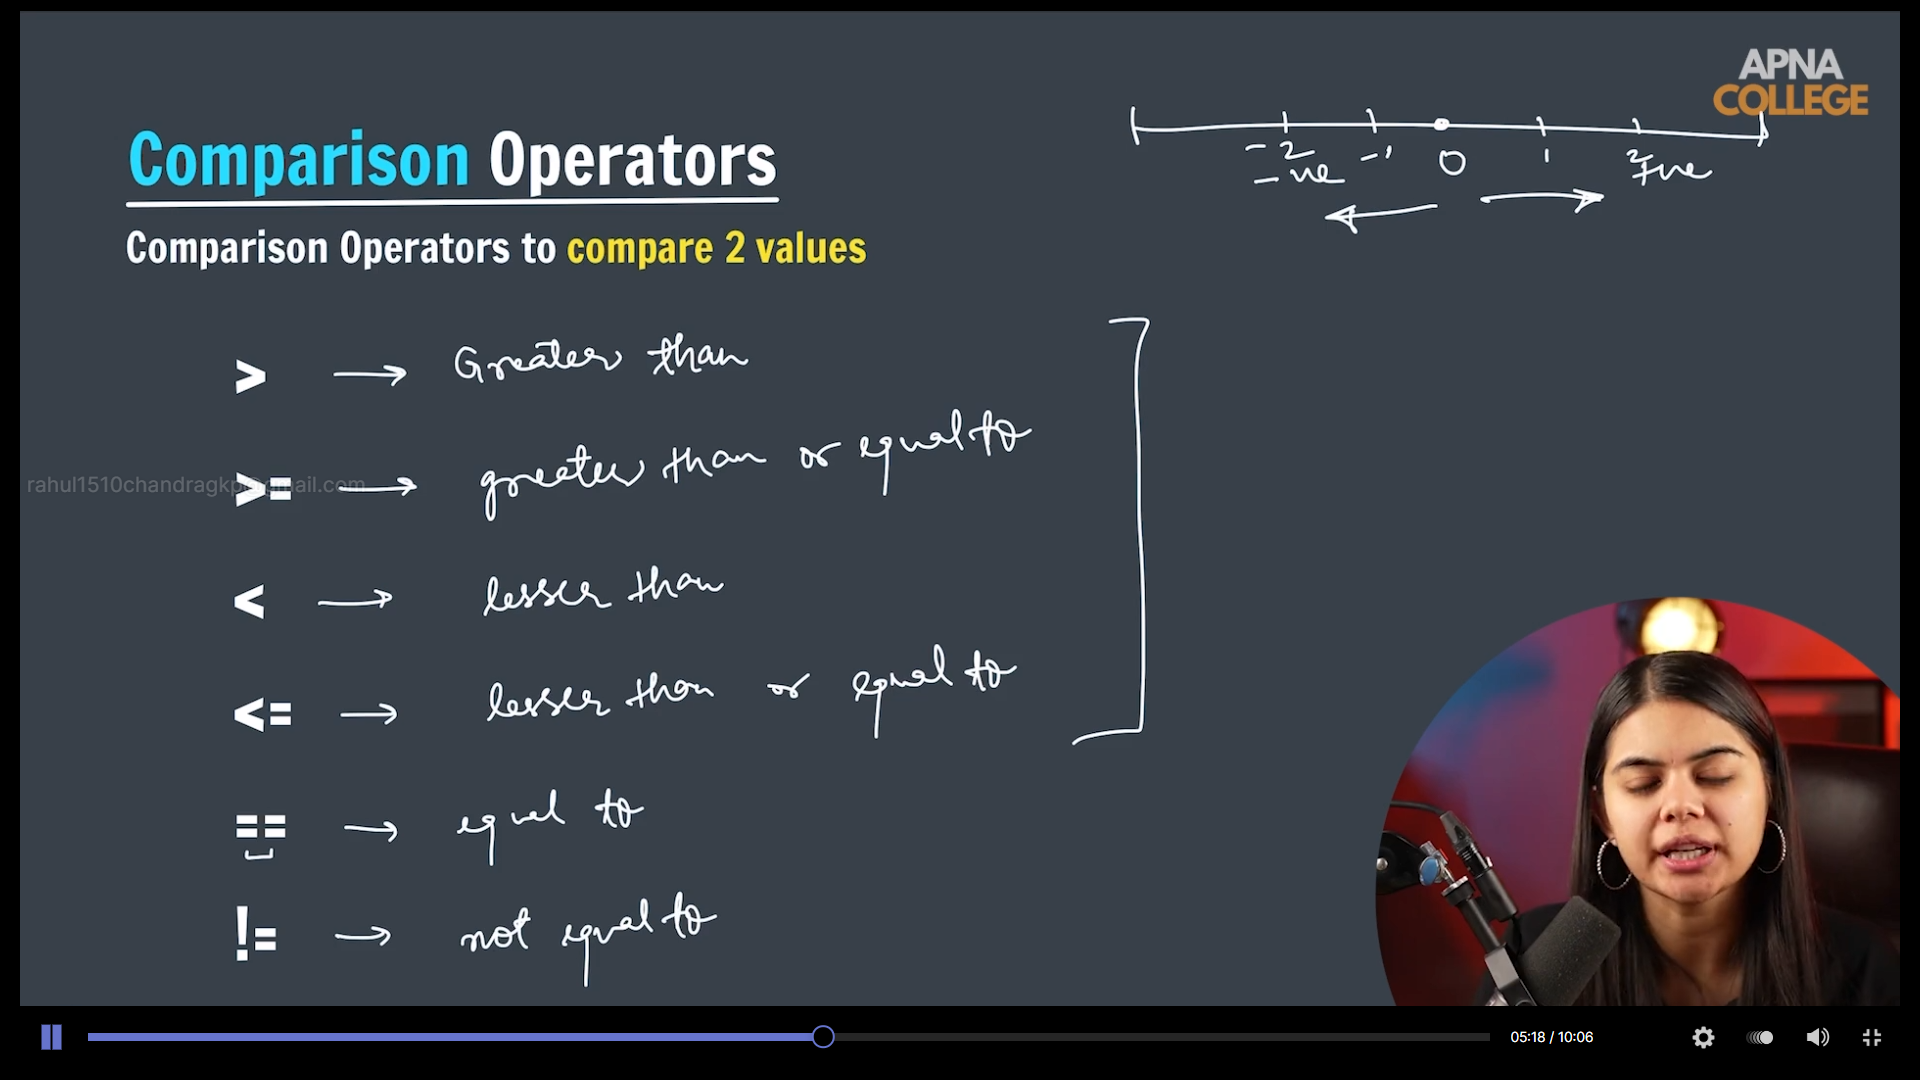 APNA
COLLEGE
Comparison Operators
-2 -1 0 1 2
-ve +ve
Comparison Operators to compare 2 values
> → Greater than
>= → greater than or equal to
rahul1510chandragkp@gmail.com
< → lesser than
<= → lesser than or equal to
== → equal to
!= → not equal to
05:18 / 10:06